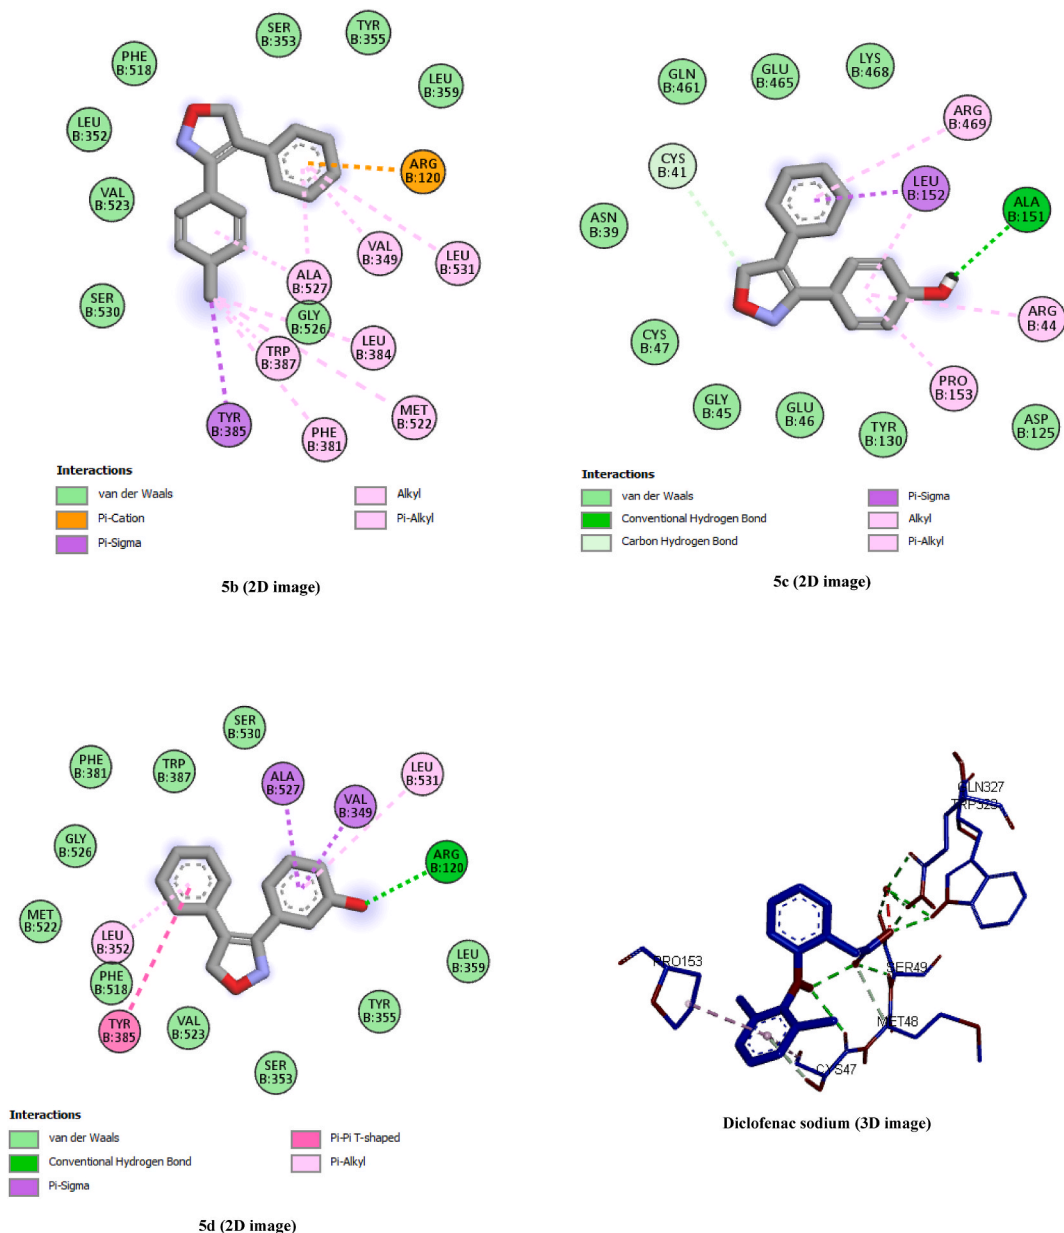 SER
B:353
TYR
B:355
PHE
B:518
LEU
B:359
LEU
B:352
ARG
B:120
VAL
B:523
VAL
B:349
LEU
B:531
ALA
B:527
SER
B:530
GLY
B:526
LEU
B:384
TRP
B:387
TYR
B:385
MET
B:522
PHE
B:381
Interactions
van der Waals
Pi-Cation
Pi-Sigma
Alkyl
Pi-Alkyl
5b (2D image)
GLN
B:461
GLU
B:465
LYS
B:468
ARG
B:469
CYS
B:41
LEU
B:152
ALA
B:151
ASN
B:39
ARG
B:44
CYS
B:47
PRO
B:153
GLY
B:45
GLU
B:46
TYR
B:130
ASP
B:125
Interactions
van der Waals
Conventional Hydrogen Bond
Carbon Hydrogen Bond
Pi-Sigma
Alkyl
Pi-Alkyl
5c (2D image)
SER
B:530
PHE
B:381
TRP
B:387
ALA
B:527
LEU
B:531
VAL
B:349
GLY
B:526
ARG
B:120
MET
B:522
LEU
B:352
LEU
B:359
PHE
B:518
TYR
B:385
VAL
B:523
TYR
B:355
SER
B:353
Interactions
van der Waals
Conventional Hydrogen Bond
Pi-Sigma
Pi-Pi T-shaped
Pi-Alkyl
5d (2D image)
GLN327
TRP323
PRO153
SER49
MET48
CYS47
Diclofenac sodium (3D image)